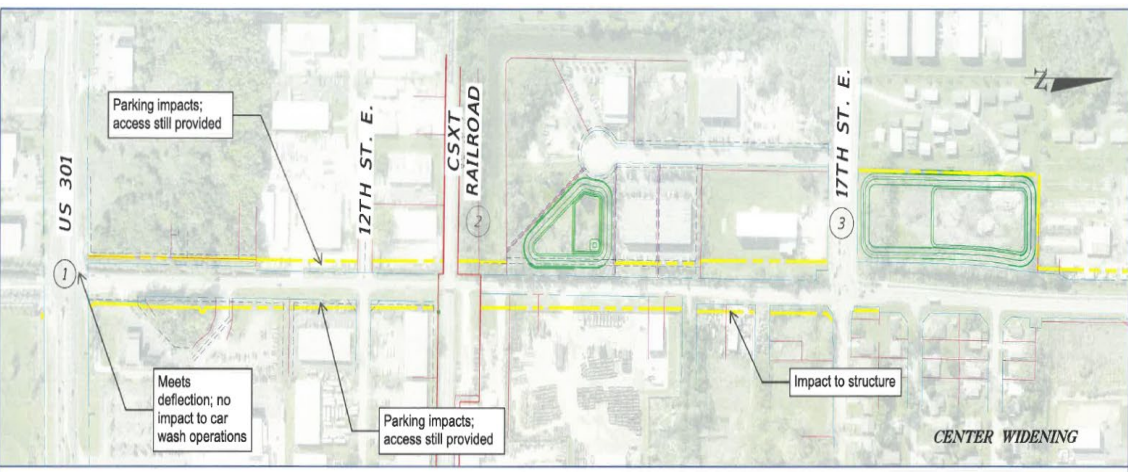 Parking impacts;
access still provided
US 301
12TH ST. E.
CSXT
RAILROAD
17TH ST. E.
N
1
2
3
Meets
deflection; no
impact to car
wash operations
Parking impacts;
access still provided
Impact to structure
CENTER WIDENING